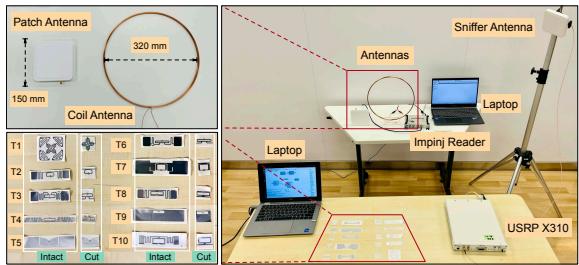 Patch Antenna
320 mm
150 mm
Coil Antenna
T1
T2
T3
T4
T5
T6
T7
T8
T9
T10
Intact
Cut
Intact
Cut
Sniffer Antenna
Antennas
Laptop
Impinj Reader
Laptop
USRP X310